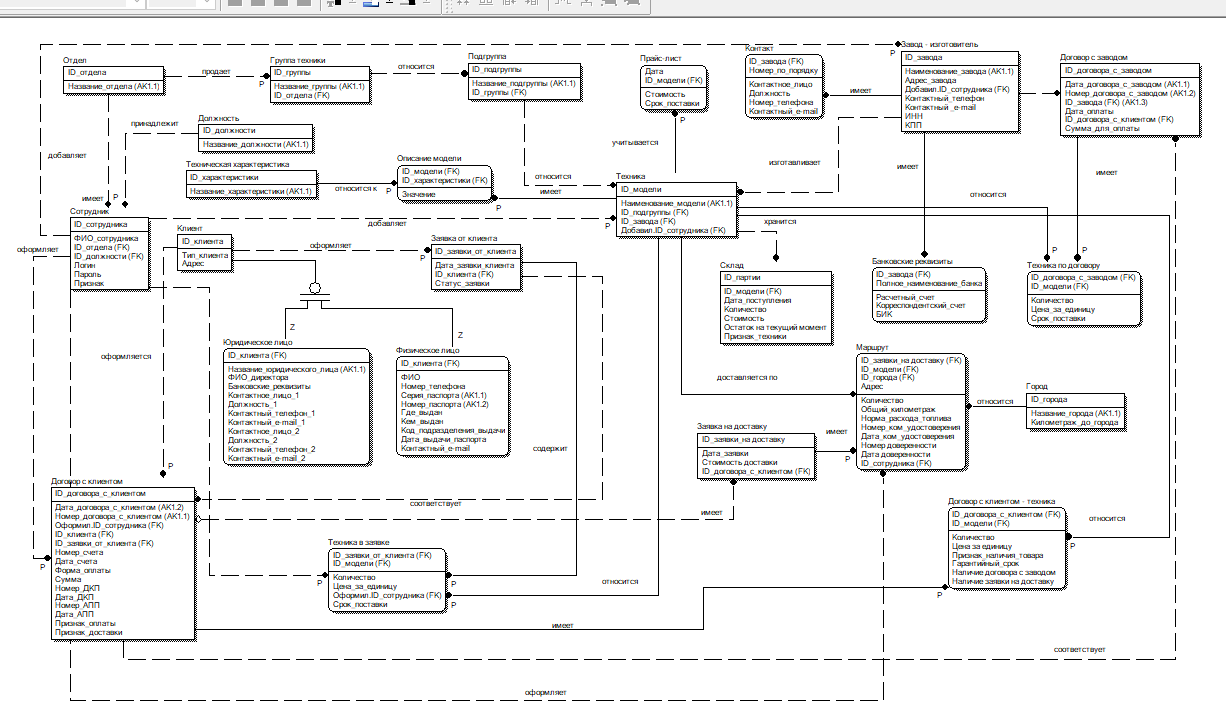 Отдел
ID_отдела
Название_отдела (AK1.1)
продает
P
Группа техники
ID_группы
Название_группы (AK1.1)
ID_отдела (FK)
относится
Подгруппа
ID_подгруппы
Название_подгруппы (AK1.1)
ID_группы (FK)
Прайс-лист
Дата
ID_модели (FK)
Стоимость
Срок_поставки
P
учитывается
Контакт
ID_завода (FK)
Номер_по_порядку
Контактное_лицо
Должность
Номер_телефона
Контактный_e-mail
имеет
P
Завод - изготовитель
ID_завода
Наименование_завода (AK1.1)
Адрес_завода
Добавил.ID_сотрудника (FK)
Контактный_телефон
Контактный _e-mail
ИНН
КПП
Договор с заводом
ID_договора_с_заводом
Дата_договора_с_заводом (AK1.1)
Номер_договора_с_заводом (AK1.2)
ID_завода (FK) (AK1.3)
Дата_оплаты
ID_договора_с_клиентом (FK)
Сумма_для_оплаты
принадлежит
Должность
ID_должности
Название_должности (AK1.1)
добавляет
Техническая характеристика
ID_характеристики
Название_характеристики (AK1.1)
относится к
P
Описание модели
ID_модели (FK)
ID_характеристики (FK)
Значение
P
имеет
относится
изготавливает
имеет
имеет
относится
Техника
ID_модели
Наименование_модели (AK1.1)
ID_подгруппы (FK)
ID_завода (FK)
Добавил.ID_сотрудника (FK)
P
хранится
имеет
P
Сотрудник
ID_сотрудника
ФИО_сотрудника
ID_отдела (FK)
ID_должности (FK)
Логин
Пароль
Признак
оформляет
добавляет
Клиент
ID_клиента
Тип_клиента
Адрес
оформляет
P
Заявка от клиента
ID_заявки_от_клиента
Дата_заявки_клиента
ID_клиента (FK)
Статус_заявки
Склад
ID_партии
ID_модели (FK)
Дата_поступления
Количество
Стоимость
Остаток на текущий момент
Признак_техники
Банковские реквизиты
ID_завода (FK)
Полное_наименование_банка
Расчетный_счет
Корреспондентский_счет
БИК
P
P
Техника по договору
ID_договора_с_заводом (FK)
ID_модели (FK)
Количество
Цена_за_единицу
Срок_поставки
Z
Z
оформляется
Юридическое лицо
ID_клиента (FK)
Название_юридического_лица (AK1.1)
ФИО_директора
Банковские_реквизиты
Контактное_лицо_1
Должность_1
Контактный_телефон_1
Контактный_e-mail_1
Контактное_лицо_2
Должность_2
Контактный_телефон_2
Контактный_e-mail_2
Физическое лицо
ID_клиента (FK)
ФИО
Номер_телефона
Серия_паспорта (AK1.1)
Номер_паспорта (AK1.2)
Где_выдан
Кем_выдан
Код_подразделения_выдачи
Дата_выдачи_паспорта
Контактный_e-mail
содержит
доставляется по
Маршрут
ID_заявки_на_доставку (FK)
ID_модели (FK)
ID_города (FK)
Адрес
Количество
Общий_километраж
Норма_расхода_топлива
Номер_ком_удостоверения
Дата_ком_удостоверения
Номер доверенности
Дата доверенности
ID_сотрудника (FK)
относится
Город
ID_города
Название_города (AK1.1)
Километраж_до_города
Заявка на доставку
ID_заявки_на_доставку
Дата_заявки
Стоимость доставки
ID_договора_с_клиентом (FK)
имеет
P
P
Договор с клиентом
ID_договора_с_клиентом
Дата_договора_с_клиентом (AK1.2)
Номер_договора_с_клиентом (AK1.1)
Оформил.ID_сотрудника (FK)
ID_клиента (FK)
ID_заявки_от_клиента (FK)
Номер_счета
Дата_счета
Форма_оплаты
Сумма
Номер_ДКП
Дата_ДКП
Номер_АПП
Дата_АПП
Признак_оплаты
Признак_доставки
P
соответствует
имеет
Техника в заявке
ID_заявки_от_клиента (FK)
ID_модели (FK)
Количество
Цена_за_единицу
Оформил.ID_сотрудника (FK)
Срок_поставки
P
P
P
относится
Договор с клиентом - техника
ID_договора_с_клиентом (FK)
ID_модели (FK)
Количество
Цена за единицу
Признак_наличия_товара
Гарантийный_срок
Наличие договора с заводом
Наличие заявки на доставку
относится
P
P
имеет
соответствует
оформляет